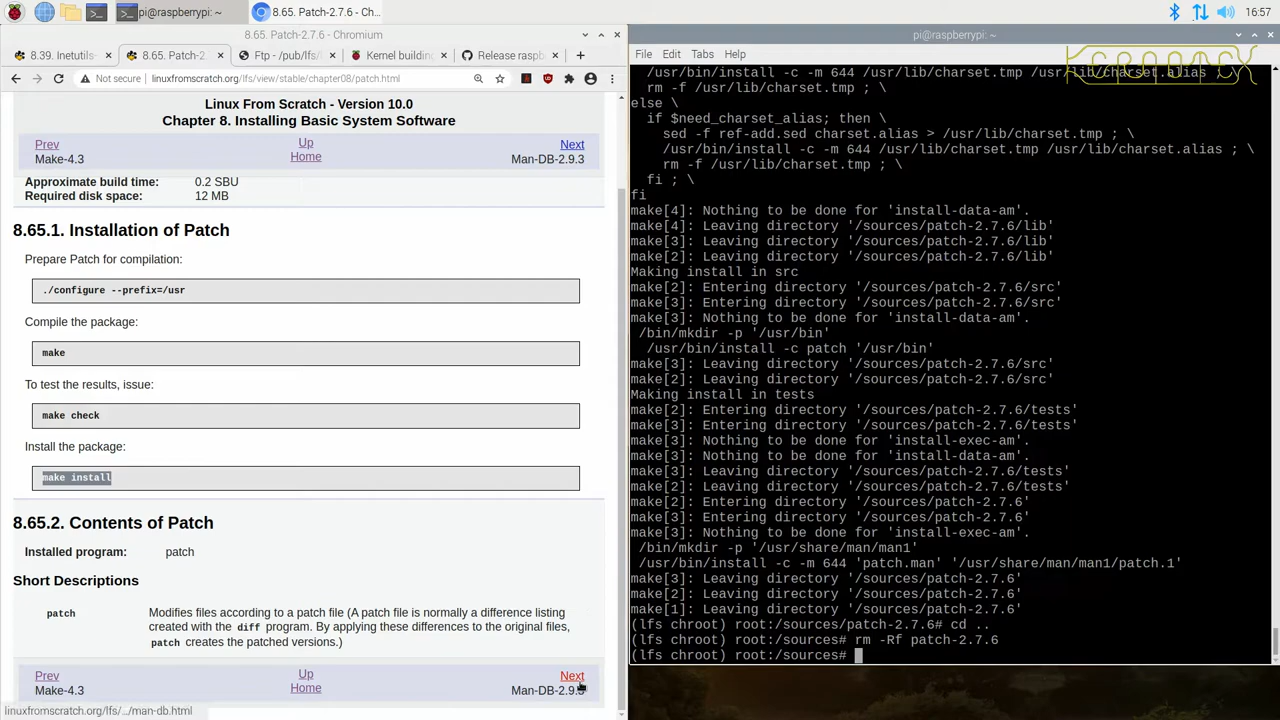 pi@raspberrypi: ~
8.65. Patch-2.7.6 - Ch...
16:57
8.65. Patch-2.7.6 - Chromium
8.39. Inetutils-
8.65. Patch-2
Ftp - /pub/lfs/
Kernel building
Release raspb
Not secure
linuxfromscratch.org/lfs/view/stable/chapter08/patch.html
Linux From Scratch - Version 10.0
Chapter 8. Installing Basic System Software
Prev
Up
Next
Make-4.3
Home
Man-DB-2.9.3
Approximate build time: 0.2 SBU
Required disk space: 12 MB
8.65.1. Installation of Patch
Prepare Patch for compilation:
./configure --prefix=/usr
Compile the package:
make
To test the results, issue:
make check
Install the package:
make install
8.65.2. Contents of Patch
Installed program: patch
Short Descriptions
patch
Modifies files according to a patch file (A patch file is normally a difference listing
created with the diff program. By applying these differences to the original files,
patch creates the patched versions.)
Prev
Up
Next
Make-4.3
Home
Man-DB-2.9.3
linuxfromscratch.org/lfs/.../man-db.html
pi@raspberrypi: ~
File Edit Tabs Help
KERNOTEX
/usr/bin/install -c -m 644 /usr/lib/charset.tmp /usr/lib/charset.alias ; \
rm -f /usr/lib/charset.tmp ; \
else \
if $need_charset_alias; then \
sed -f ref-add.sed charset.alias > /usr/lib/charset.tmp ; \
/usr/bin/install -c -m 644 /usr/lib/charset.tmp /usr/lib/charset.alias ; \
rm -f /usr/lib/charset.tmp ; \
fi ; \
fi
make[4]: Nothing to be done for 'install-data-am'.
make[4]: Leaving directory '/sources/patch-2.7.6/lib'
make[3]: Leaving directory '/sources/patch-2.7.6/lib'
make[2]: Leaving directory '/sources/patch-2.7.6/lib'
Making install in src
make[2]: Entering directory '/sources/patch-2.7.6/src'
make[3]: Entering directory '/sources/patch-2.7.6/src'
make[3]: Nothing to be done for 'install-data-am'.
/bin/mkdir -p '/usr/bin'
/usr/bin/install -c patch '/usr/bin'
make[3]: Leaving directory '/sources/patch-2.7.6/src'
make[2]: Leaving directory '/sources/patch-2.7.6/src'
Making install in tests
make[2]: Entering directory '/sources/patch-2.7.6/tests'
make[3]: Entering directory '/sources/patch-2.7.6/tests'
make[3]: Nothing to be done for 'install-exec-am'.
make[3]: Nothing to be done for 'install-data-am'.
make[3]: Leaving directory '/sources/patch-2.7.6/tests'
make[2]: Leaving directory '/sources/patch-2.7.6/tests'
make[2]: Entering directory '/sources/patch-2.7.6'
make[3]: Entering directory '/sources/patch-2.7.6'
make[3]: Nothing to be done for 'install-exec-am'.
/bin/mkdir -p '/usr/share/man/man1'
/usr/bin/install -c -m 644 'patch.man' '/usr/share/man/man1/patch.1'
make[3]: Leaving directory '/sources/patch-2.7.6'
make[2]: Leaving directory '/sources/patch-2.7.6'
make[1]: Leaving directory '/sources/patch-2.7.6'
(lfs chroot) root:/sources/patch-2.7.6# cd ..
(lfs chroot) root:/sources# rm -Rf patch-2.7.6
(lfs chroot) root:/sources#